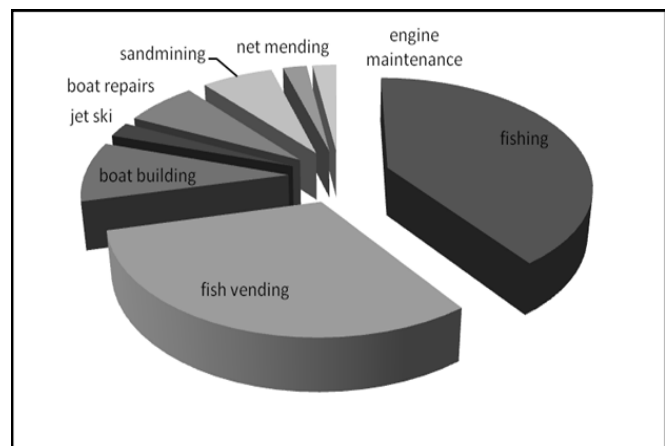 engine
maintenance
net mending
sandmining
boat repairs
jet ski
fishing
boat building
fish vending